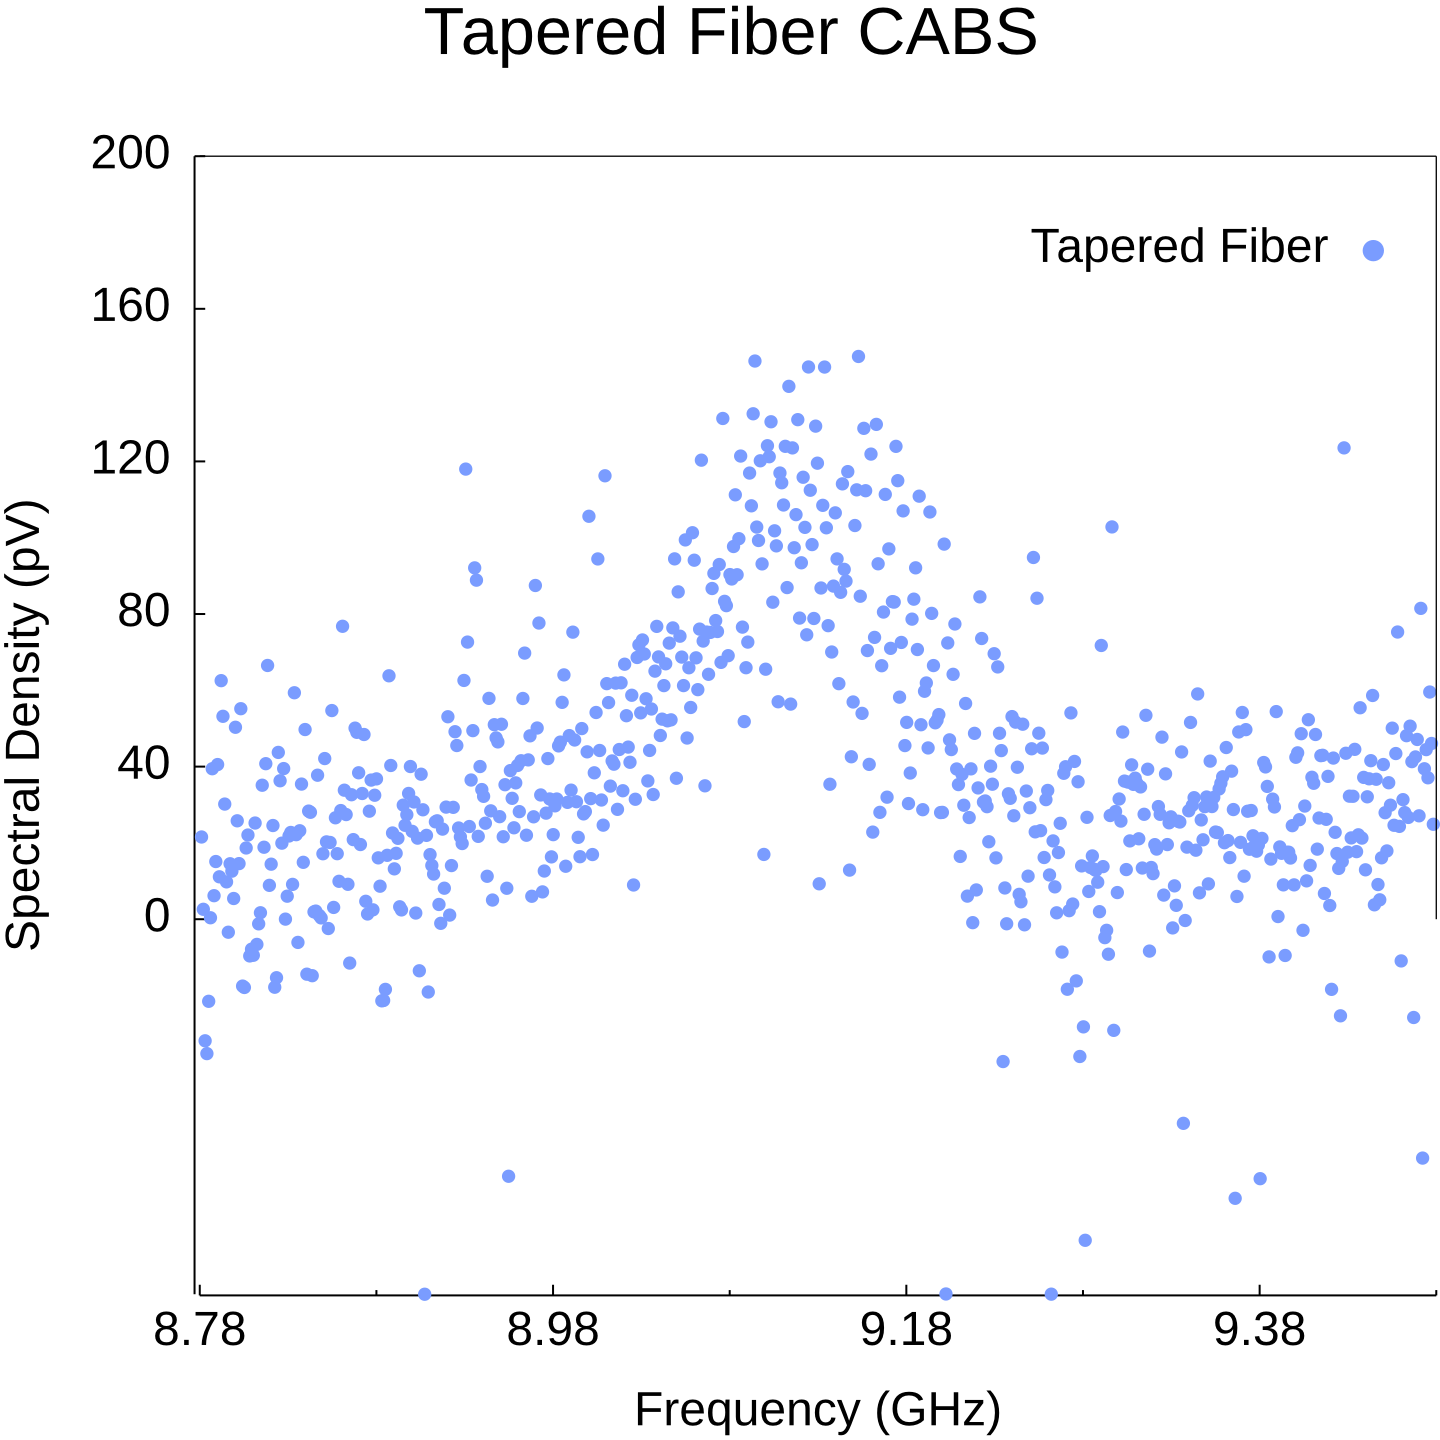 Tapered Fiber CABS
200
Tapered Fiber
160
120
80
40
0
Spectral Density (pV)
8.78 8.98 9.18 9.38
Frequency (GHz)